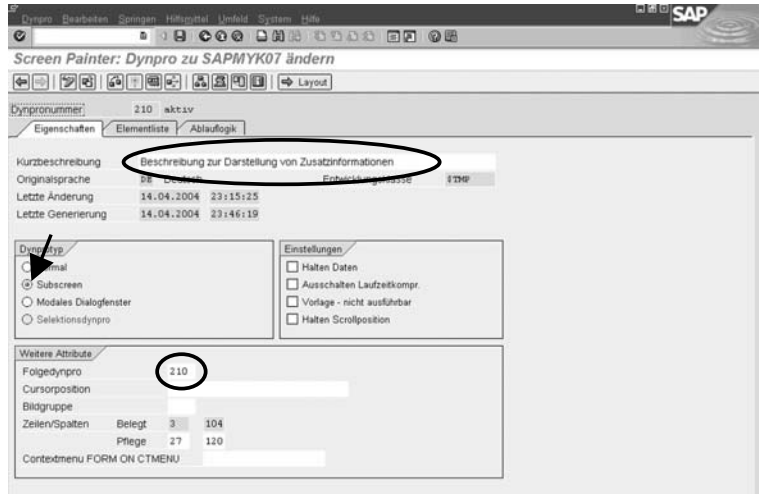 Dynpro Bearbeiten Springen Hilfsmittel Umfeld System Hilfe
SAP
Screen Painter: Dynpro zu SAPMYK07 ändern
Layout
Dynpronummer 210 aktiv
Eigenschaften Elementliste Ablauflogik
Kurzbeschreibung Beschreibung zur Darstellung von Zusatzinformationen
Originalsprache DE Deutsch Entwicklungsklasse $TMP
Letzte Änderung 14.04.2004 23:15:25
Letzte Generierung 14.04.2004 23:46:19
Dynprotyp Einstellungen
Normal Halten Daten
Subscreen Ausschalten Laufzeitkompr.
Modales Dialogfenster Vorlage - nicht ausführbar
Selektionsdynpro Halten Scrollposition
Weitere Attribute
Folgedynpro 210
Cursorposition
Bildgruppe
Zeilen/Spalten Belegt 3 104
Pflege 27 120
Contextmenu FORM ON CTMENU